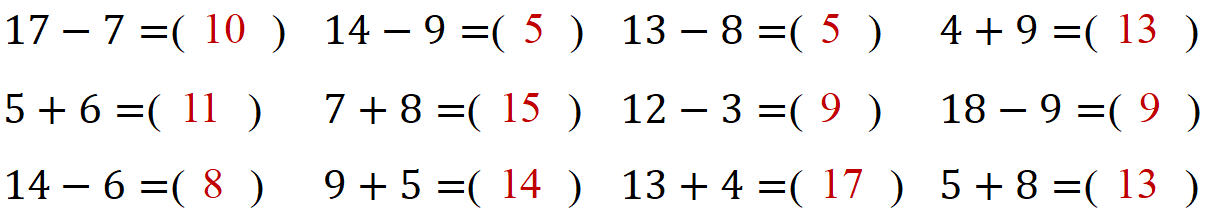 17 − 7 =( 10 ) 14 − 9 =( 5 ) 13 − 8 =( 5 ) 4 + 9 =( 13 )
5 + 6 =( 11 ) 7 + 8 =( 15 ) 12 − 3 =( 9 ) 18 − 9 =( 9 )
14 − 6 =( 8 ) 9 + 5 =( 14 ) 13 + 4 =( 17 ) 5 + 8 =( 13 )